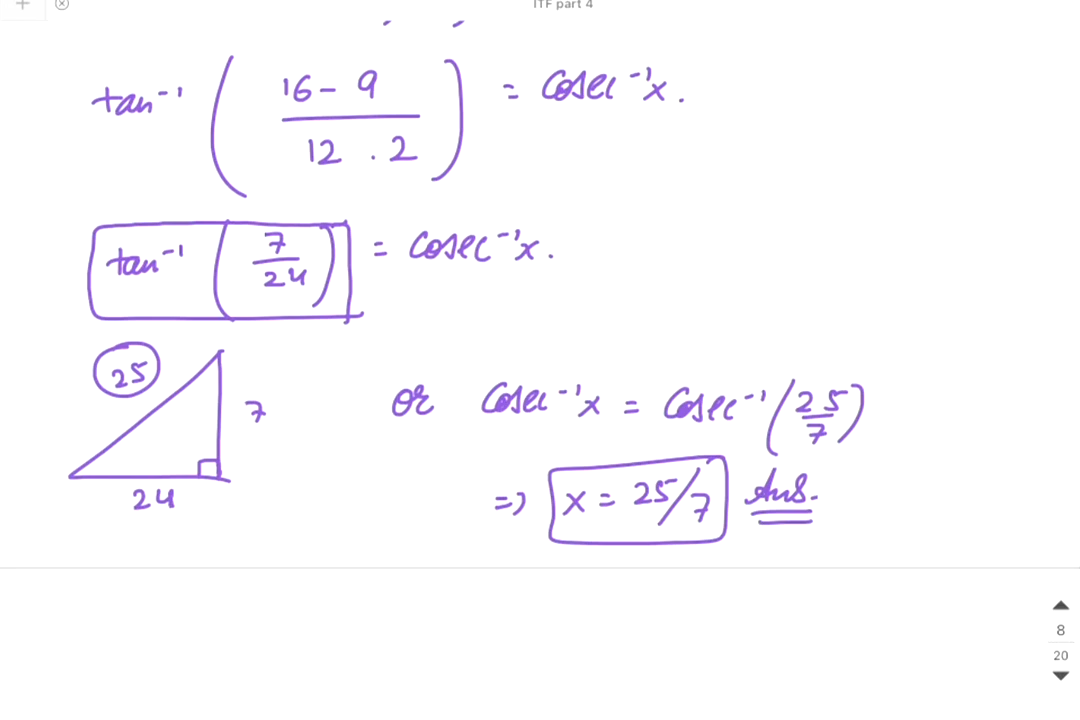 ITF part 4
tan⁻¹ ( 16 - 9 / 12 . 2 ) = Cosec⁻¹x.
tan⁻¹ ( 7 / 24 ) = Cosec⁻¹x.
25
7
24
or Cosec⁻¹x = Cosec⁻¹ ( 25 / 7 )
=> x = 25/7 Ans.
8
20